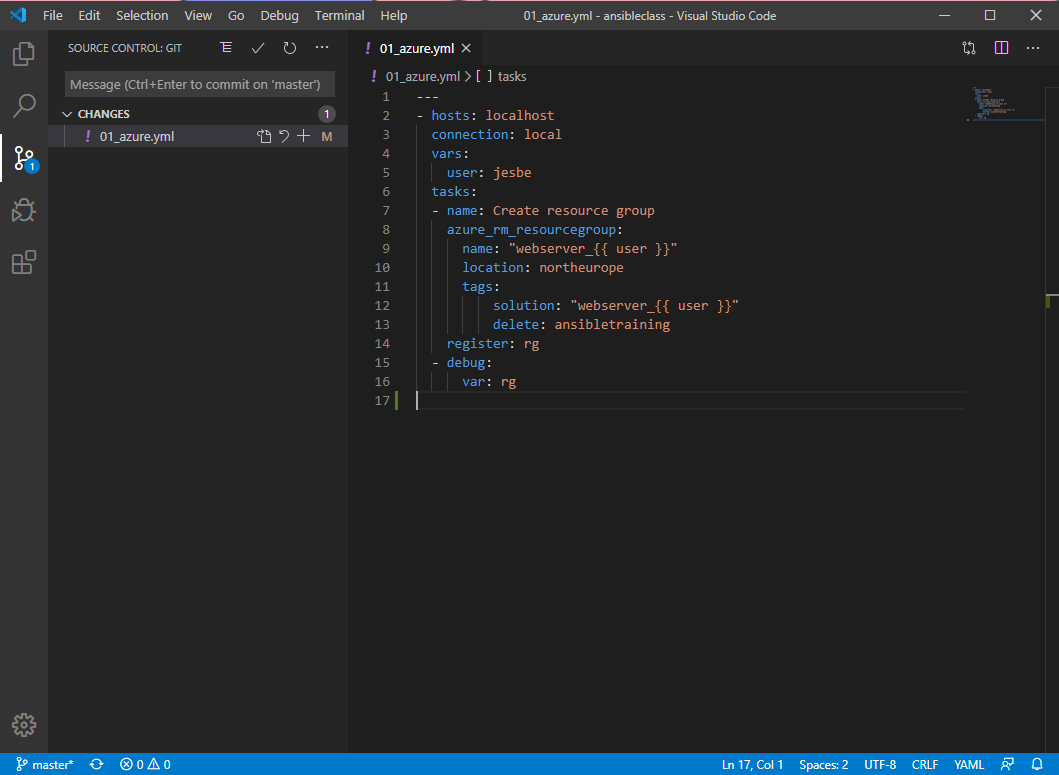 File Edit Selection View Go Debug Terminal Help 01_azure.yml - ansibleclass - Visual Studio Code
SOURCE CONTROL: GIT
Message (Ctrl+Enter to commit on 'master')
CHANGES 1
! 01_azure.yml M
1
! 01_azure.yml
! 01_azure.yml > [ ] tasks
1 ---
2 - hosts: localhost
3 connection: local
4 vars:
5 user: jesbe
6 tasks:
7 - name: Create resource group
8 azure_rm_resourcegroup:
9 name: "webserver_{{ user }}"
10 location: northeurope
11 tags:
12 solution: "webserver_{{ user }}"
13 delete: ansibletraining
14 register: rg
15 - debug:
16 var: rg
17
master* 0 0 Ln 17, Col 1 Spaces: 2 UTF-8 CRLF YAML